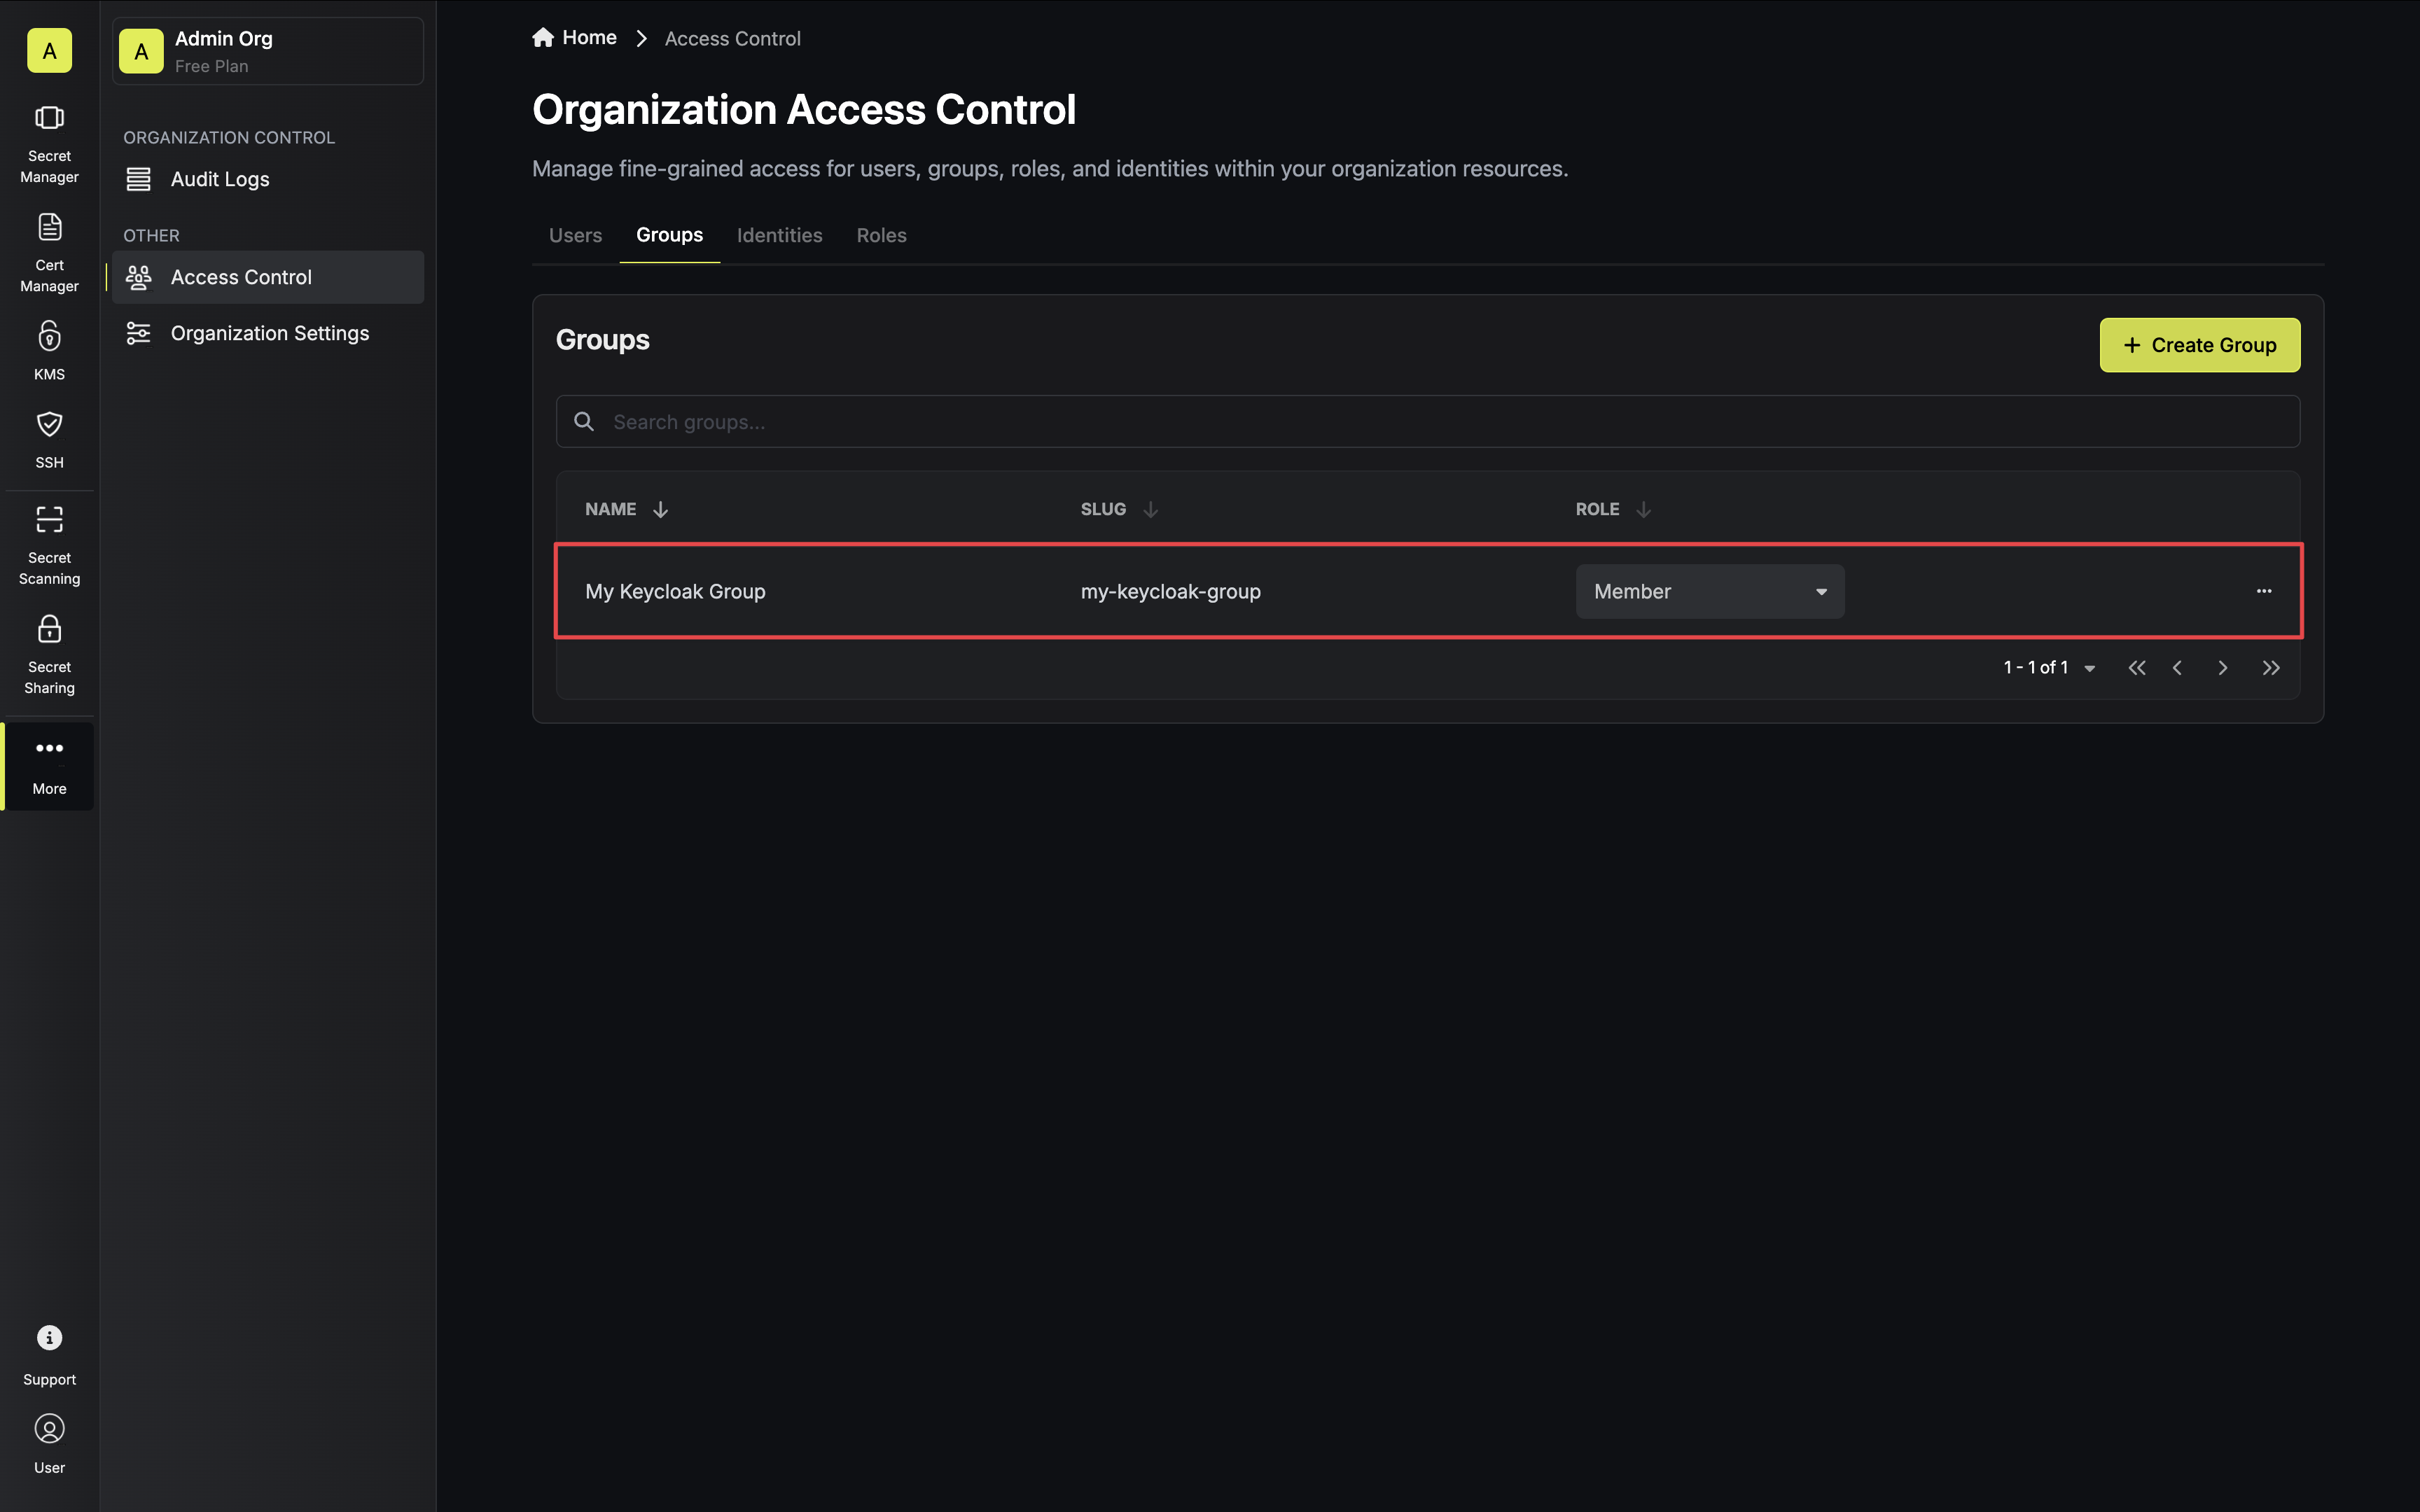 A
Secret
Manager
Cert
Manager
KMS
SSH
Secret
Scanning
Secret
Sharing
More
Support
User
A
Admin Org
Free Plan
ORGANIZATION CONTROL
Audit Logs
OTHER
Access Control
Organization Settings
Home
Access Control
Organization Access Control
Manage fine-grained access for users, groups, roles, and identities within your organization resources.
Users Groups Identities Roles
Groups
Create Group
Search groups...
NAME SLUG ROLE
My Keycloak Group my-keycloak-group Member
1 - 1 of 1